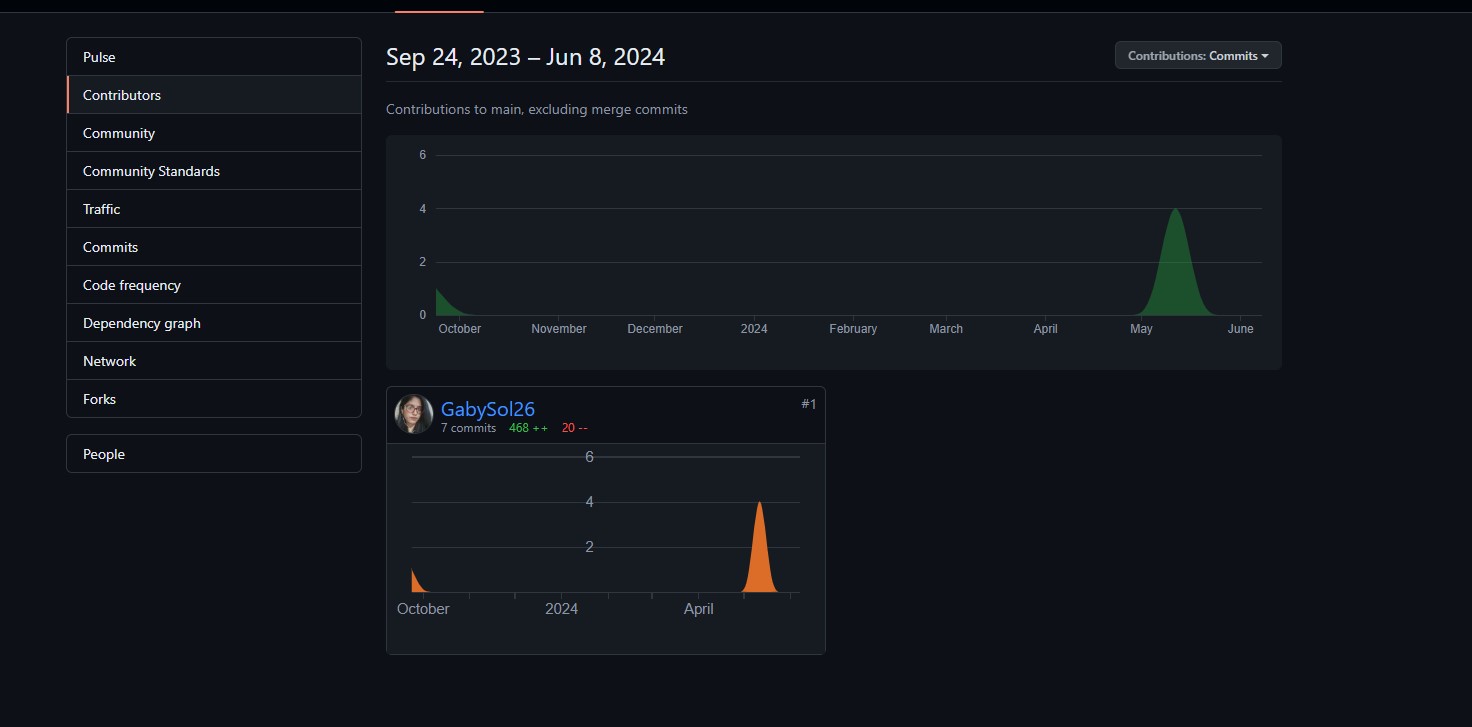 Pulse
Contributors
Community
Community Standards
Traffic
Commits
Code frequency
Dependency graph
Network
Forks
People
Sep 24, 2023 – Jun 8, 2024
Contributions: Commits
Contributions to main, excluding merge commits
6
4
2
0
October November December 2024 February March April May June
GabySol26
#1
7 commits 468 ++ 20 --
6
4
2
October 2024 April